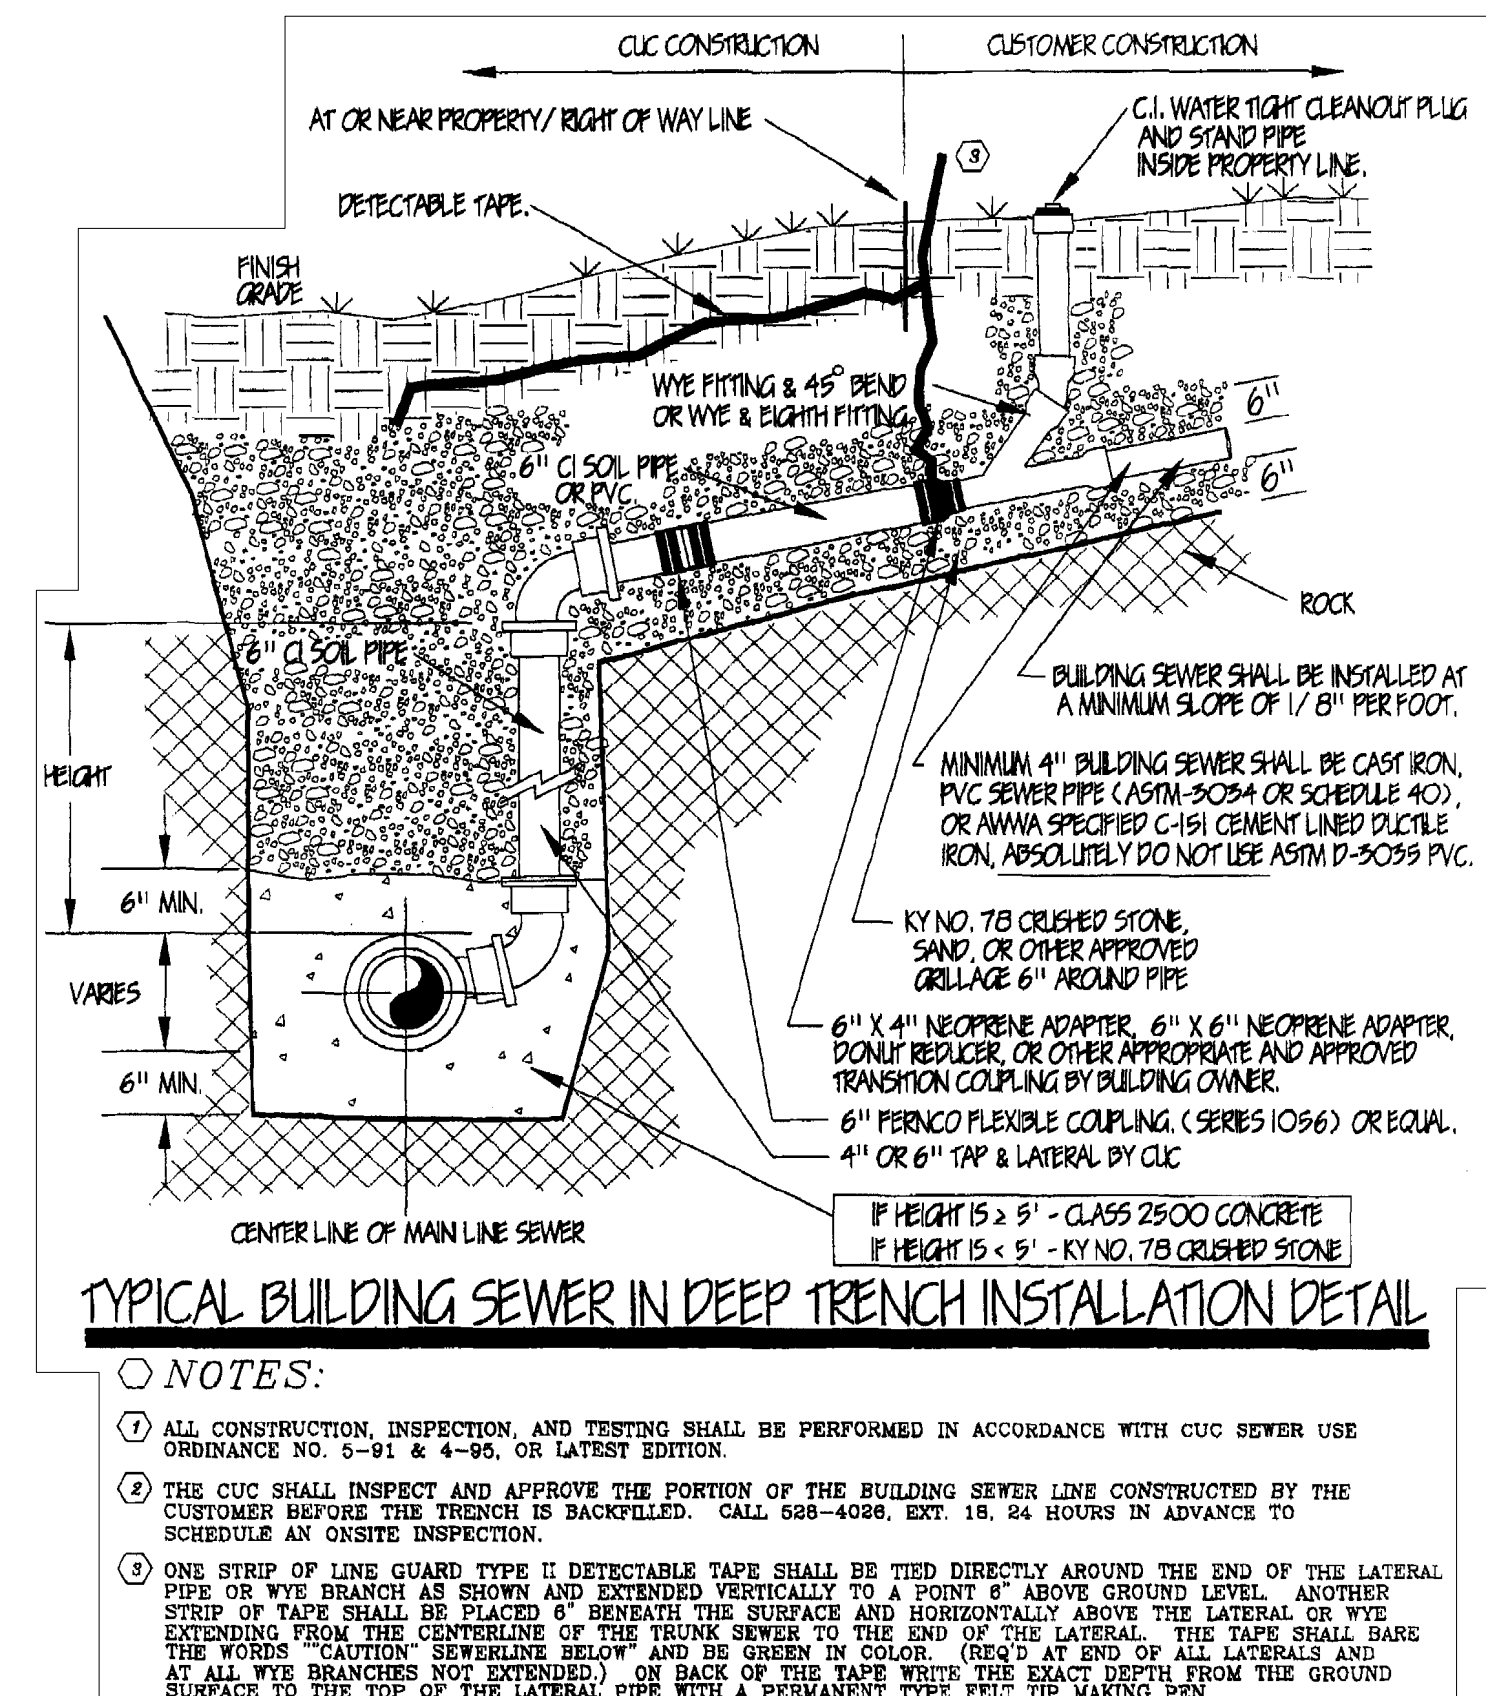 CUC CONSTRUCTION
CUSTOMER CONSTRUCTION
AT OR NEAR PROPERTY/ RIGHT OF WAY LINE
3
C.I. WATER TIGHT CLEANOUT PLUG
AND STAND PIPE
INSIDE PROPERTY LINE.
DETECTABLE TAPE.
FINISH
GRADE
WYE FITTING & 45° BEND
OR WYE & EIGHTH FITTING.
6"
6" CI SOIL PIPE
OR PVC.
6"
ROCK
6" CI SOIL PIPE
BUILDING SEWER SHALL BE INSTALLED AT
A MINIMUM SLOPE OF 1/8" PER FOOT.
HEIGHT
MINIMUM 4" BUILDING SEWER SHALL BE CAST IRON,
PVC SEWER PIPE (ASTM-3034 OR SCHEDULE 40),
OR AWWA SPECIFIED C-151 CEMENT LINED DUCTILE
IRON, ABSOLUTELY DO NOT USE ASTM D-3035 PVC.
6" MIN.
KY NO. 78 CRUSHED STONE,
SAND, OR OTHER APPROVED
GRILLAGE 6" AROUND PIPE
VARIES
6" X 4" NEOPRENE ADAPTER, 6" X 6" NEOPRENE ADAPTER,
DONUT REDUCER, OR OTHER APPROPRIATE AND APPROVED
TRANSITION COUPLING BY BUILDING OWNER.
6" MIN.
6" FERNCO FLEXIBLE COUPLING. (SERIES 1056) OR EQUAL.
4" OR 6" TAP & LATERAL BY CUC
IF HEIGHT IS ≥ 5' - CLASS 2500 CONCRETE
IF HEIGHT IS < 5' - KY NO. 78 CRUSHED STONE
CENTER LINE OF MAIN LINE SEWER
TYPICAL BUILDING SEWER IN DEEP TRENCH INSTALLATION DETAIL
NOTES:
1 ALL CONSTRUCTION, INSPECTION, AND TESTING SHALL BE PERFORMED IN ACCORDANCE WITH CUC SEWER USE
ORDINANCE NO. 5-91 & 4-95, OR LATEST EDITION.
2 THE CUC SHALL INSPECT AND APPROVE THE PORTION OF THE BUILDING SEWER LINE CONSTRUCTED BY THE
CUSTOMER BEFORE THE TRENCH IS BACKFILLED. CALL 528-4026, EXT. 18, 24 HOURS IN ADVANCE TO
SCHEDULE AN ONSITE INSPECTION.
3 ONE STRIP OF LINE GUARD TYPE II DETECTABLE TAPE SHALL BE TIED DIRECTLY AROUND THE END OF THE LATERAL
PIPE OR WYE BRANCH AS SHOWN AND EXTENDED VERTICALLY TO A POINT 6" ABOVE GROUND LEVEL. ANOTHER
STRIP OF TAPE SHALL BE PLACED 6" BENEATH THE SURFACE AND HORIZONTALLY ABOVE THE LATERAL OR WYE
EXTENDING FROM THE CENTERLINE OF THE TRUNK SEWER TO THE END OF THE LATERAL. THE TAPE SHALL BARE
THE WORDS ""CAUTION" SEWERLINE BELOW" AND BE GREEN IN COLOR. (REQ'D AT END OF ALL LATERALS AND
AT ALL WYE BRANCHES NOT EXTENDED.) ON BACK OF THE TAPE WRITE THE EXACT DEPTH FROM THE GROUND
SURFACE TO THE TOP OF THE LATERAL PIPE WITH A PERMANENT TYPE FELT TIP MAKING PEN